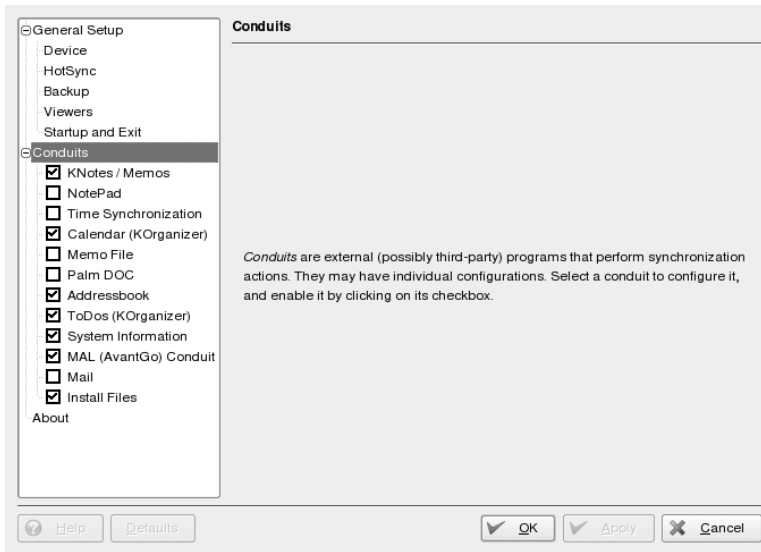 General Setup
Device
HotSync
Backup
Viewers
Startup and Exit
Conduits
KNotes / Memos
NotePad
Time Synchronization
Calendar (KOrganizer)
Memo File
Palm DOC
Addressbook
ToDos (KOrganizer)
System Information
MAL (AvantGo) Conduit
Mail
Install Files
About
Conduits
Conduits are external (possibly third-party) programs that perform synchronization
actions. They may have individual configurations. Select a conduit to configure it,
and enable it by clicking on its checkbox.
Help
Defaults
OK
Apply
Cancel